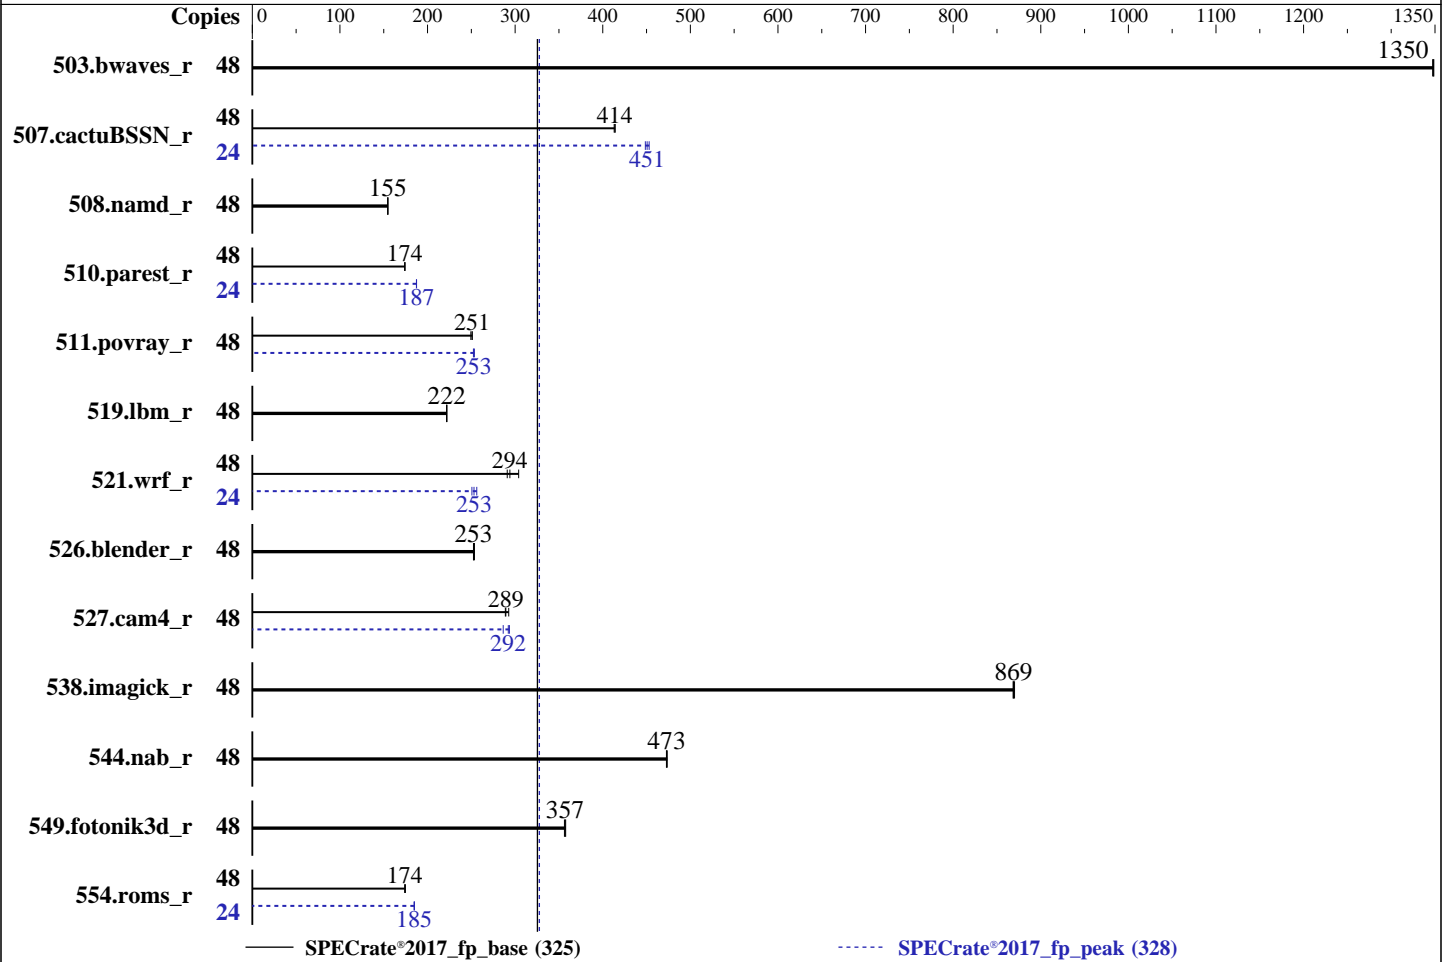 Copies 0 100 200 300 400 500 600 700 800 900 1000 1100 1200 1350
503.bwaves_r 48 1350
507.cactuBSSN_r 48 414
24 451
508.namd_r 48 155
510.parest_r 48 174
24 187
511.povray_r 48 251
253
519.lbm_r 48 222
521.wrf_r 48 294
24 253
526.blender_r 48 253
527.cam4_r 48 289
292
538.imagick_r 48 869
544.nab_r 48 473
549.fotonik3d_r 48 357
554.roms_r 48 174
24 185
SPECrate®2017_fp_base (325) SPECrate®2017_fp_peak (328)